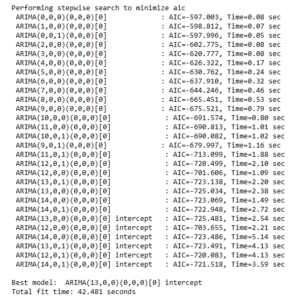 Performing stepwise search to minimize aic
ARIMA(0,0,0)(0,0,0)[0] : AIC=-597.003, Time=0.08 sec
ARIMA(1,0,0)(0,0,0)[0] : AIC=-598.812, Time=0.07 sec
ARIMA(0,0,1)(0,0,0)[0] : AIC=-597.996, Time=0.05 sec
ARIMA(2,0,0)(0,0,0)[0] : AIC=-602.775, Time=0.08 sec
ARIMA(3,0,0)(0,0,0)[0] : AIC=-620.777, Time=0.08 sec
ARIMA(4,0,0)(0,0,0)[0] : AIC=-626.322, Time=0.17 sec
ARIMA(5,0,0)(0,0,0)[0] : AIC=-630.762, Time=0.24 sec
ARIMA(6,0,0)(0,0,0)[0] : AIC=-637.910, Time=0.32 sec
ARIMA(7,0,0)(0,0,0)[0] : AIC=-644.246, Time=0.46 sec
ARIMA(8,0,0)(0,0,0)[0] : AIC=-665.451, Time=0.53 sec
ARIMA(9,0,0)(0,0,0)[0] : AIC=-675.521, Time=0.79 sec
ARIMA(10,0,0)(0,0,0)[0] : AIC=-691.574, Time=0.80 sec
ARIMA(11,0,0)(0,0,0)[0] : AIC=-690.813, Time=1.01 sec
ARIMA(10,0,1)(0,0,0)[0] : AIC=-690.082, Time=1.02 sec
ARIMA(9,0,1)(0,0,0)[0] : AIC=-679.997, Time=1.16 sec
ARIMA(11,0,1)(0,0,0)[0] : AIC=-713.099, Time=1.88 sec
ARIMA(12,0,1)(0,0,0)[0] : AIC=-720.499, Time=2.10 sec
ARIMA(12,0,0)(0,0,0)[0] : AIC=-701.606, Time=1.09 sec
ARIMA(13,0,1)(0,0,0)[0] : AIC=-723.138, Time=2.20 sec
ARIMA(13,0,0)(0,0,0)[0] : AIC=-725.034, Time=2.38 sec
ARIMA(14,0,0)(0,0,0)[0] : AIC=-723.069, Time=1.49 sec
ARIMA(14,0,1)(0,0,0)[0] : AIC=-722.948, Time=2.72 sec
ARIMA(13,0,0)(0,0,0)[0] intercept : AIC=-725.481, Time=2.54 sec
ARIMA(12,0,0)(0,0,0)[0] intercept : AIC=-703.655, Time=2.21 sec
ARIMA(14,0,0)(0,0,0)[0] intercept : AIC=-723.486, Time=5.14 sec
ARIMA(13,0,1)(0,0,0)[0] intercept : AIC=-723.491, Time=4.13 sec
ARIMA(12,0,1)(0,0,0)[0] intercept : AIC=-720.083, Time=4.13 sec
ARIMA(14,0,1)(0,0,0)[0] intercept : AIC=-721.518, Time=3.59 sec
Best model: ARIMA(13,0,0)(0,0,0)[0] intercept
Total fit time: 42.481 seconds